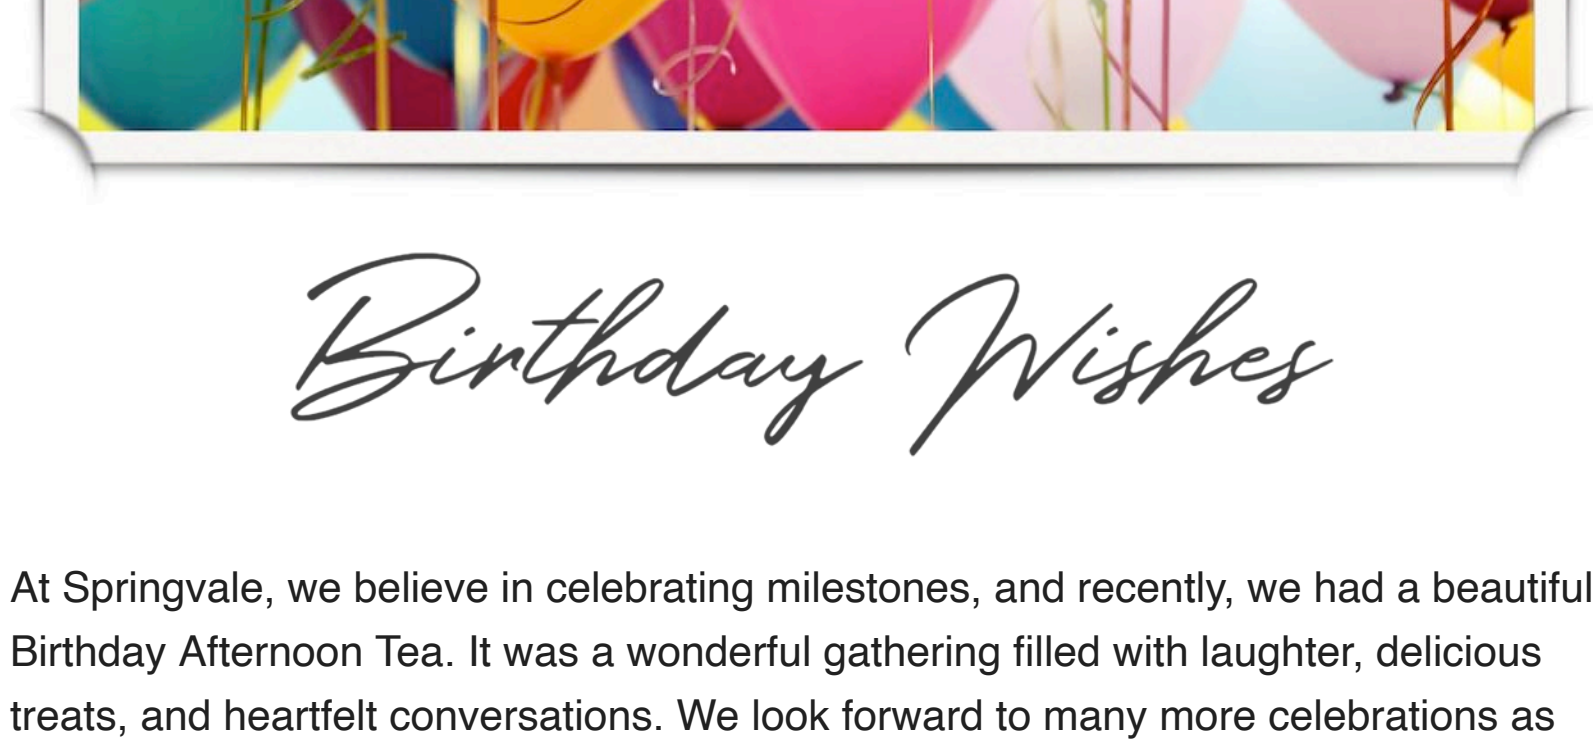 Birthday Wishes
At Springvale, we believe in celebrating milestones, and recently, we had a beautiful
Birthday Afternoon Tea. It was a wonderful gathering filled with laughter, delicious
treats, and heartfelt conversations. We look forward to many more celebrations as